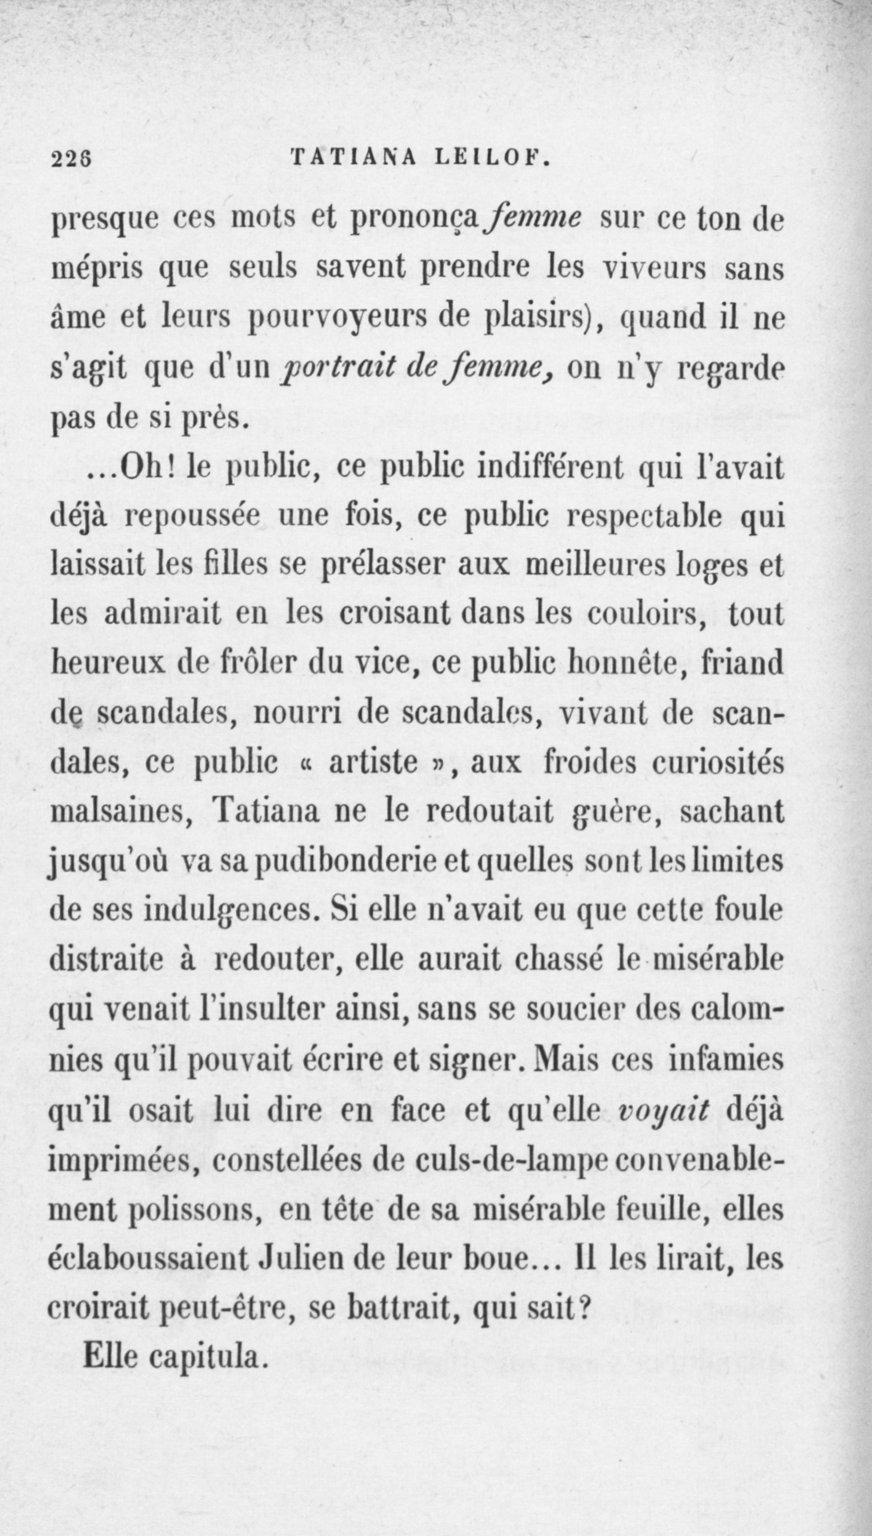 226 TATIANA LEILOF.
presque ces mots et prononça femme sur ce ton de
mépris que seuls savent prendre les viveurs sans
âme et leurs pourvoyeurs de plaisirs), quand il ne
s'agit que d'un portrait de femme, on n'y regarde
pas de si près.
...Oh! le public, ce public indifférent qui l'avait
déjà repoussée une fois, ce public respectable qui
laissait les filles se prélasser aux meilleures loges et
les admirait en les croisant dans les couloirs, tout
heureux de frôler du vice, ce public honnête, friand
de scandales, nourri de scandales, vivant de scan-
dales, ce public « artiste », aux froides curiosités
malsaines, Tatiana ne le redoutait guère, sachant
jusqu'où va sa pudibonderie et quelles sont les limites
de ses indulgences. Si elle n'avait eu que cette foule
distraite à redouter, elle aurait chassé le misérable
qui venait l'insulter ainsi, sans se soucier des calom-
nies qu'il pouvait écrire et signer. Mais ces infamies
qu'il osait lui dire en face et qu'elle voyait déjà
imprimées, constellées de culs-de-lampe convenable-
ment polissons, en tête de sa misérable feuille, elles
éclaboussaient Julien de leur boue... Il les lirait, les
croirait peut-être, se battrait, qui sait?
Elle capitula.